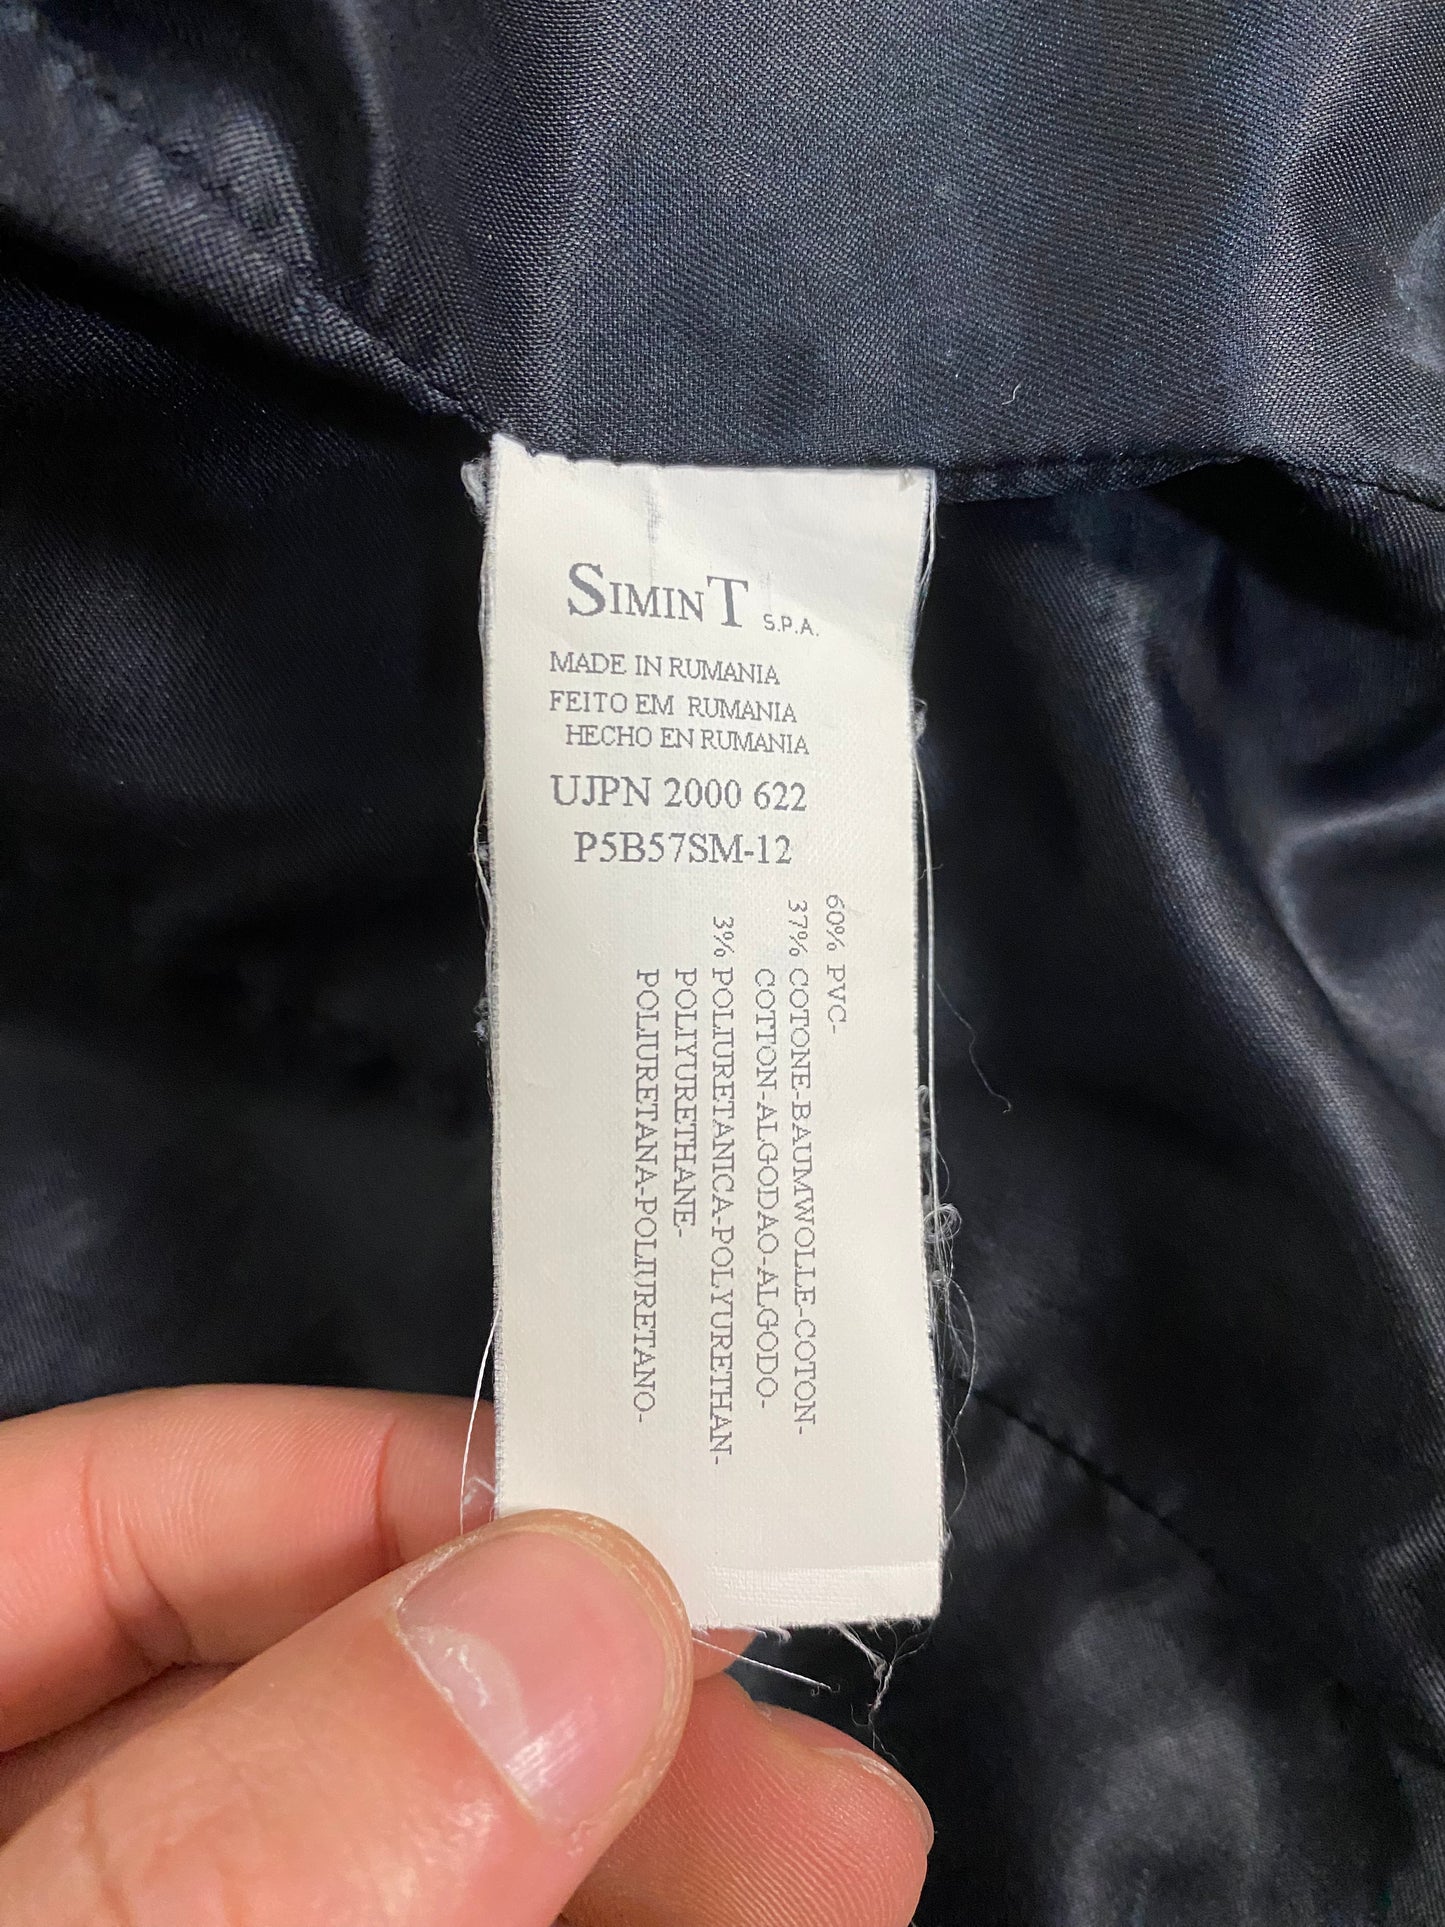 SIMINT S.P.A.
MADE IN RUMANIA
FEITO EM RUMANIA
HECHO EN RUMANIA
UJPN 2000 622
P5B57SM-12
60% PVC-
37% COTONE-BAUMWOLLE-COTON-
COTTON-ALGODAO-ALGODO-
3% POLIURETANICA-POLYURETHAN-
POLIYURETHANE-
POLIURETANA-POLIURETANO-